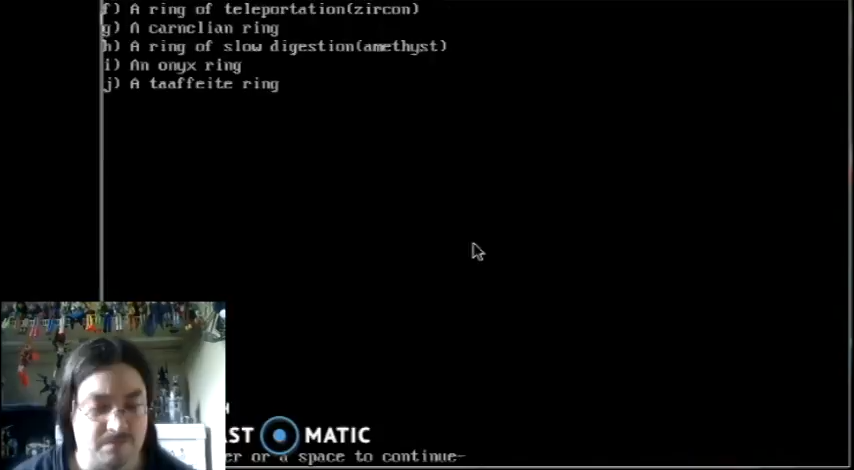 f) A ring of teleportation(zircon)
g) A carnelian ring
h) A ring of slow digestion(amethyst)
i) An onyx ring
j) A taaffeite ring
H
AST MATIC
er or a space to continue-